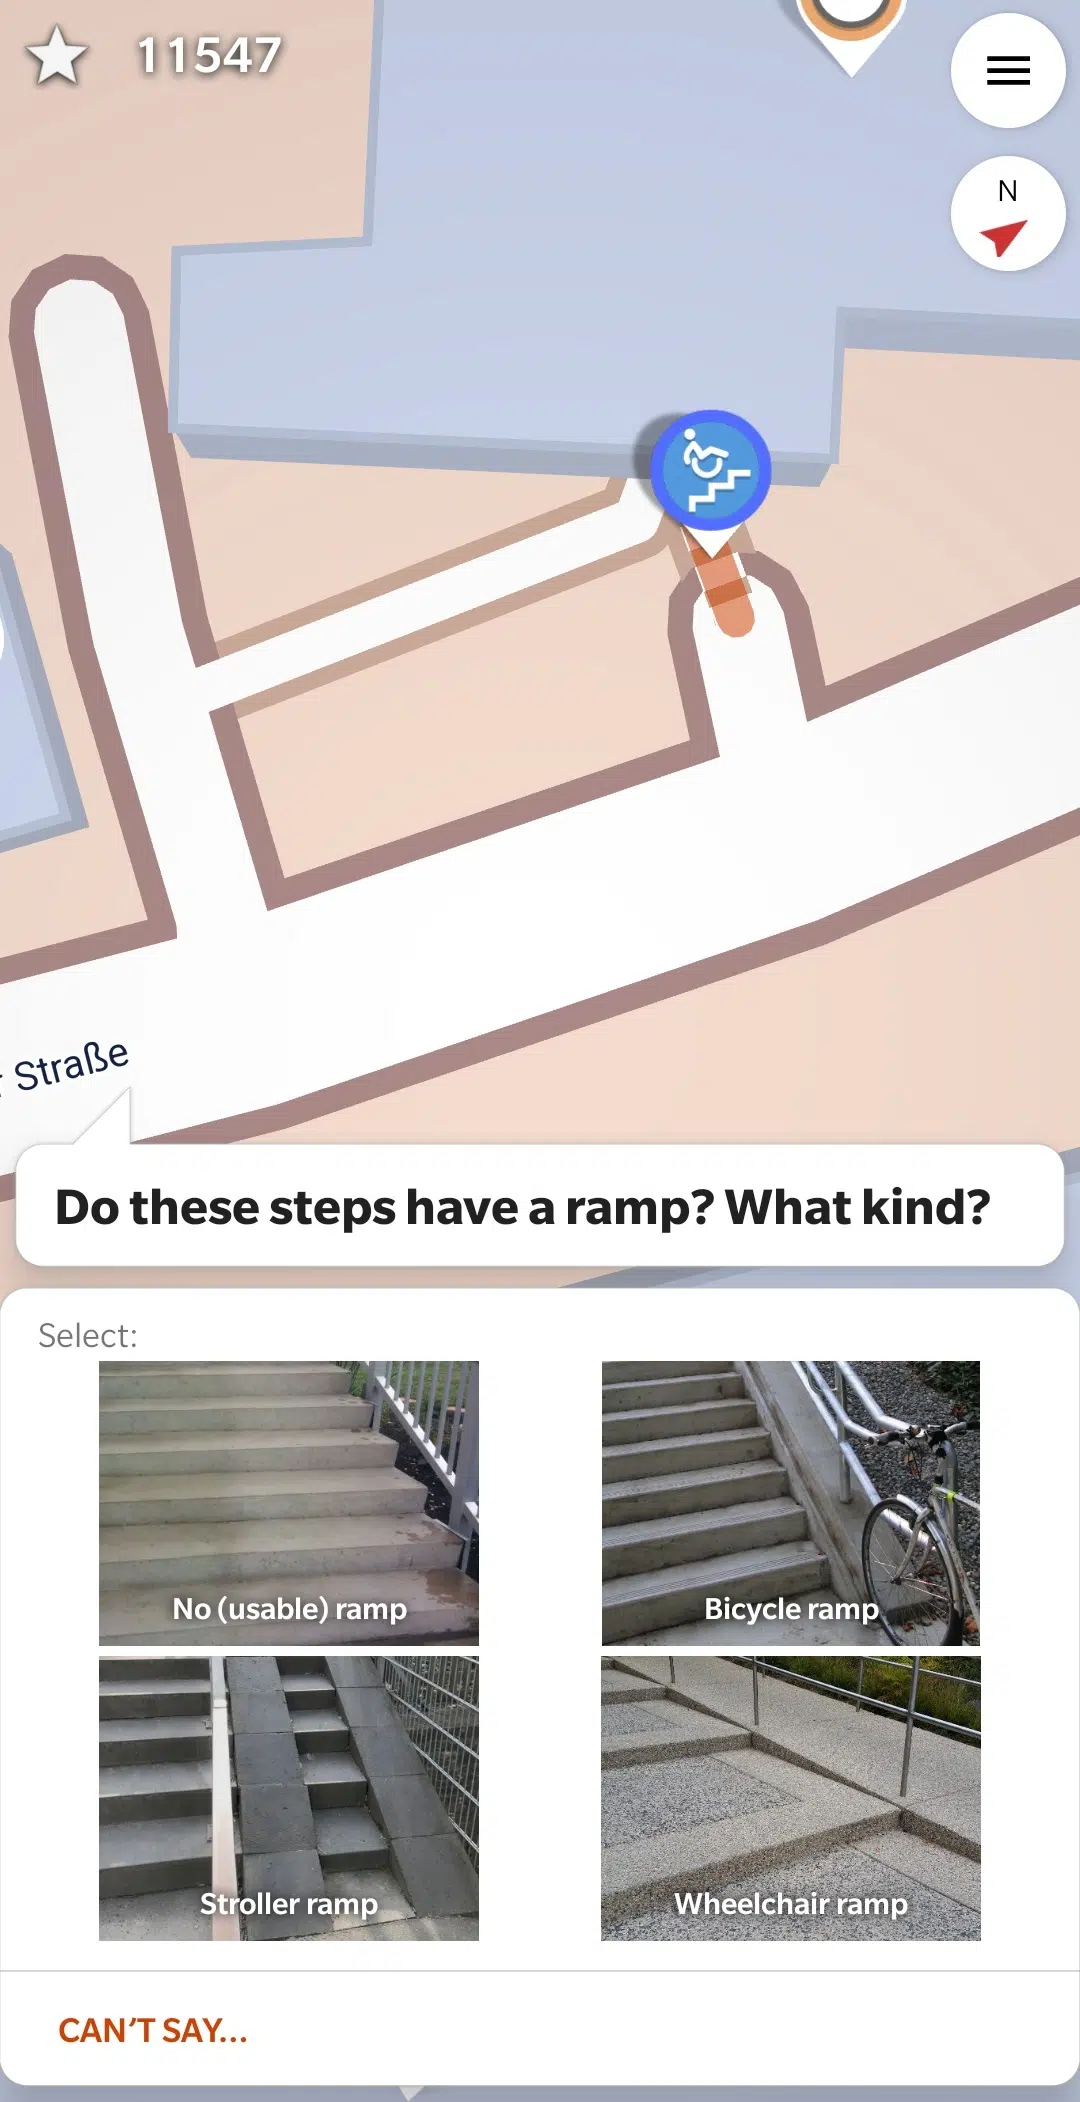 11547
N
Straße
Do these steps have a ramp? What kind?
Select:
No (usable) ramp
Bicycle ramp
Stroller ramp
Wheelchair ramp
CAN'T SAY...